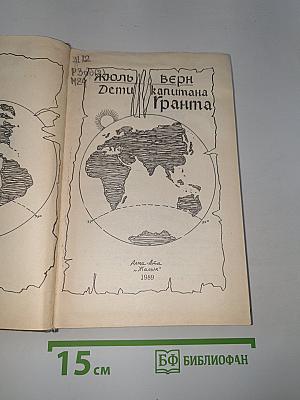 ЖЮЛЬ ВЕРН
Дети капитана
Гранта
Алма-Ата
„Жалын“
1989
15 см
БФ БИБЛИОФАН